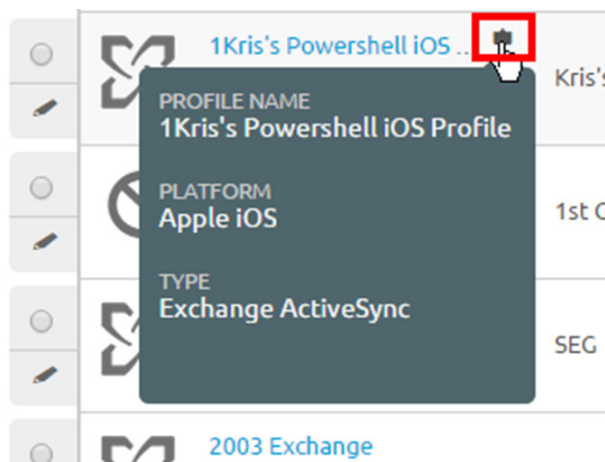 1Kris's Powershell iOS ...
Kris's
PROFILE NAME
1Kris's Powershell iOS Profile
PLATFORM
Apple iOS
1st
TYPE
Exchange ActiveSync
SEG
2003 Exchange